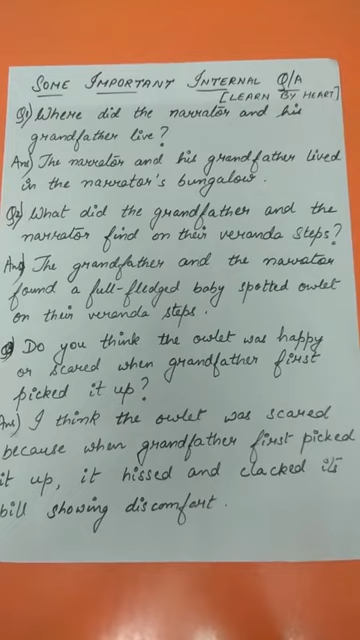 SOME IMPORTANT INTERNAL Q/A
[LEARN BY HEART]
Q1) Where did the narrator and his
grandfather live?
Ans) The narrator and his grandfather lived
in the narrator's bungalow.
Q2) What did the grandfather and the
narrator find on their veranda steps?
Ans) The grandfather and the narrator
found a full-fledged baby spotted owlet
on their veranda steps.
Q3) Do you think the owlet was happy
or scared when grandfather first
picked it up?
Ans) I think the owlet was scared
because when grandfather first picked
it up, it hissed and clacked its
bill showing discomfort.